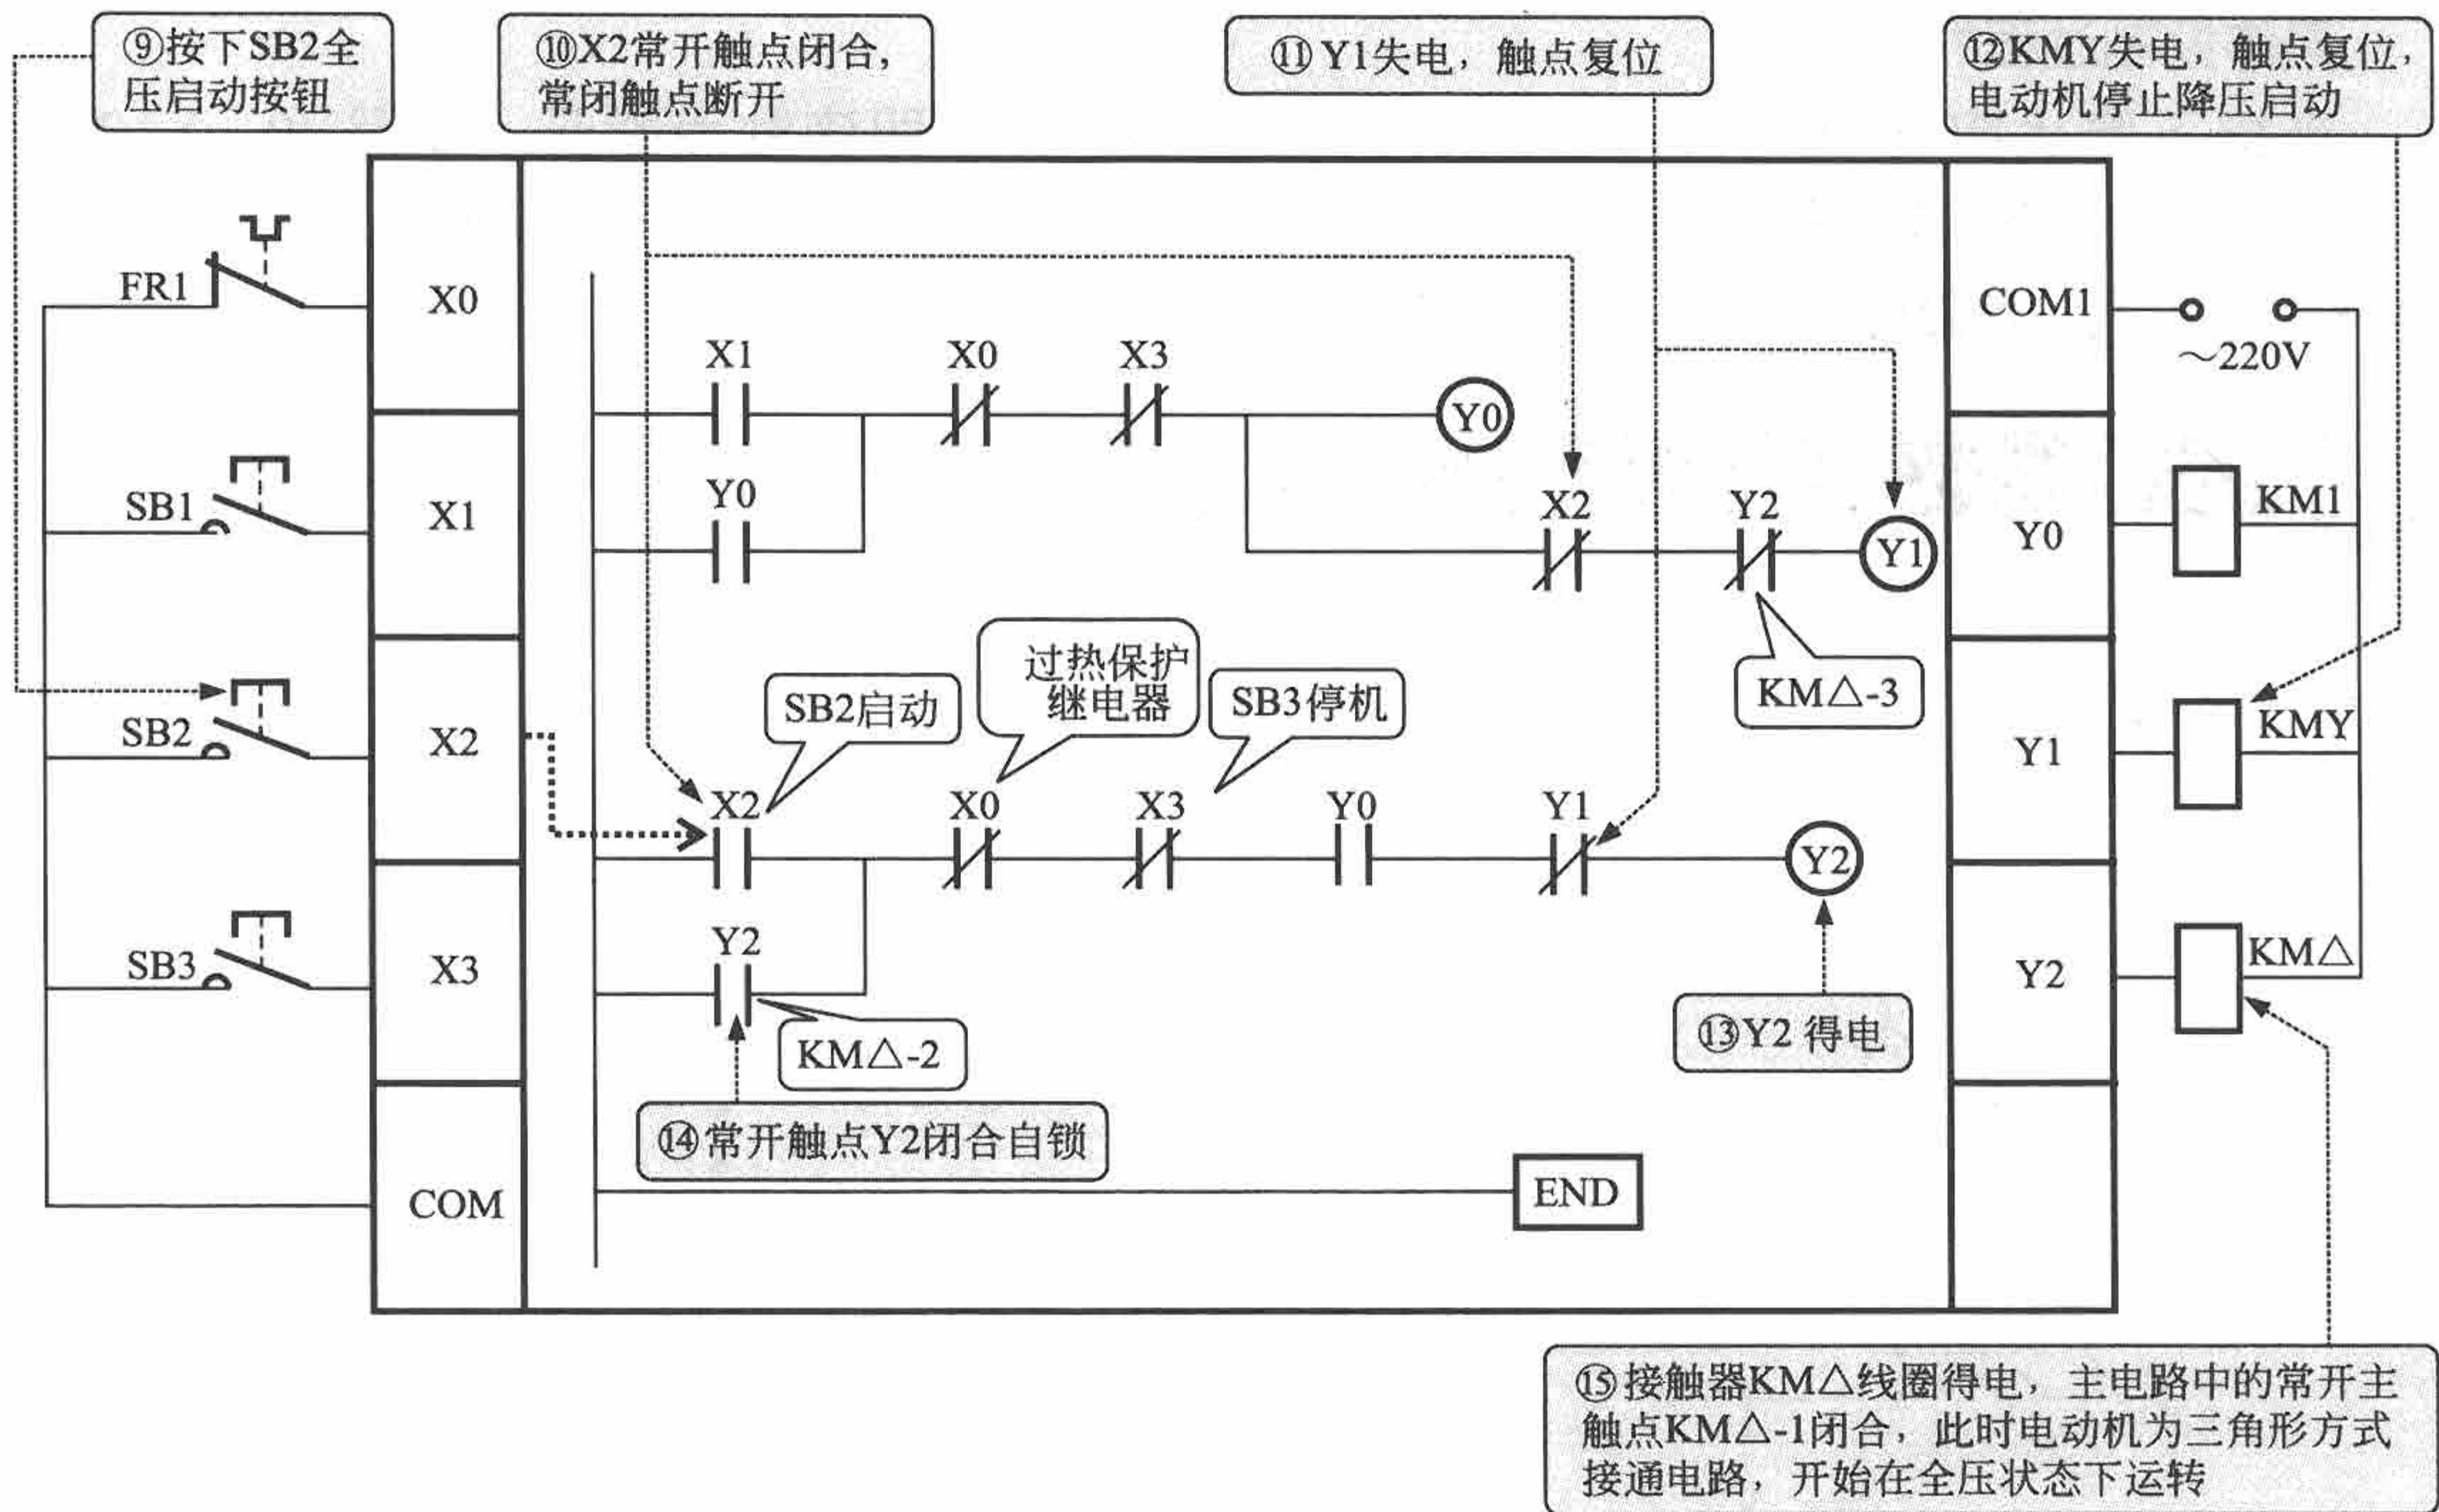 ⑨按下SB2全
压启动按钮
⑩X2常开触点闭合,
常闭触点断开
⑪Y1失电，触点复位
⑫KMY失电，触点复位，
电动机停止降压启动
FR1
X0
COM1
～220V
X1
X0
X3
Y0
SB1
X1
Y0
X2
Y2
Y1
Y0
KM1
过热保护
继电器
SB2启动
SB3停机
KM△-3
SB2
X2
Y1
KMY
X2
X0
X3
Y0
Y1
Y2
SB3
X3
Y2
Y2
KM△
KM△-2
⑬Y2 得电
⑭常开触点Y2闭合自锁
COM
END
⑮接触器KM△线圈得电，主电路中的常开主
触点KM△-1闭合，此时电动机为三角形方式
接通电路，开始在全压状态下运转